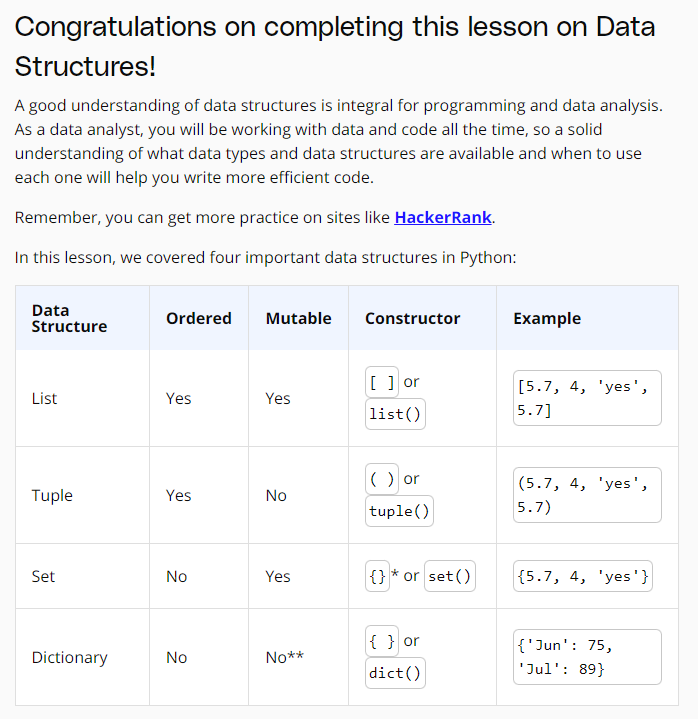 Congratulations on completing this lesson on Data
Structures!
A good understanding of data structures is integral for programming and data analysis.
As a data analyst, you will be working with data and code all the time, so a solid
understanding of what data types and data structures are available and when to use
each one will help you write more efficient code.
Remember, you can get more practice on sites like HackerRank.
In this lesson, we covered four important data structures in Python:
Data
Structure
Ordered
Mutable
Constructor
Example
List
Yes
Yes
[ ] or
list()
[5.7, 4, 'yes',
5.7]
Tuple
Yes
No
( ) or
tuple()
(5.7, 4, 'yes',
5.7)
Set
No
Yes
{}* or set()
{5.7, 4, 'yes'}
Dictionary
No
No**
{ } or
dict()
{'Jun': 75,
'Jul': 89}